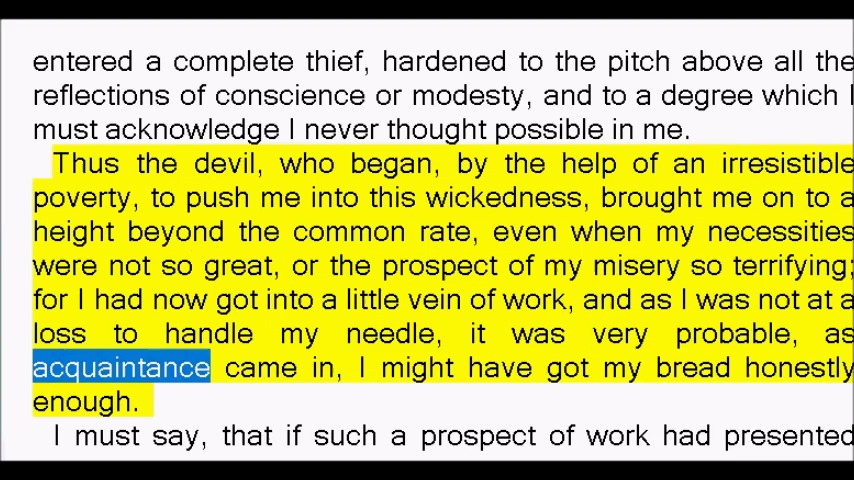 entered a complete thief, hardened to the pitch above all the
reflections of conscience or modesty, and to a degree which I
must acknowledge I never thought possible in me.
Thus the devil, who began, by the help of an irresistible
poverty, to push me into this wickedness, brought me on to a
height beyond the common rate, even when my necessities
were not so great, or the prospect of my misery so terrifying;
for I had now got into a little vein of work, and as I was not at a
loss to handle my needle, it was very probable, as
acquaintance came in, I might have got my bread honestly
enough.
I must say, that if such a prospect of work had presented